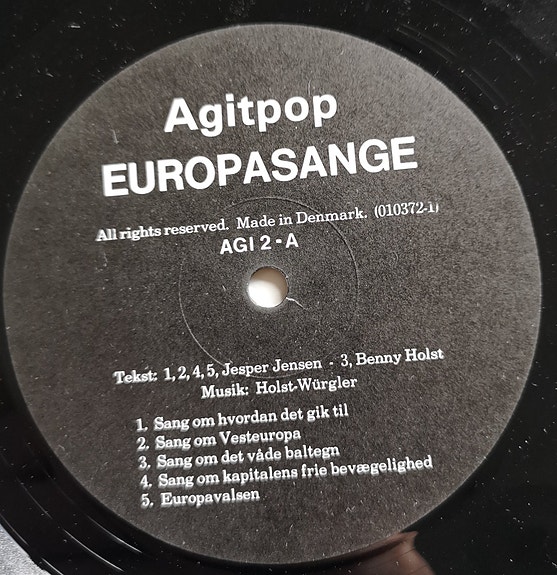 Agitpop
EUROPASANGE
All rights reserved. Made in Denmark. (010372-1)
AGI 2 - A
Tekst: 1, 2, 4, 5, Jesper Jensen - 3, Benny Holst
Musik: Holst-Würgler
1. Sang om hvordan det gik til
2. Sang om Vesteuropa
3. Sang om det våde baltegn
4. Sang om kapitalens frie bevægelighed
5. Europavalsen